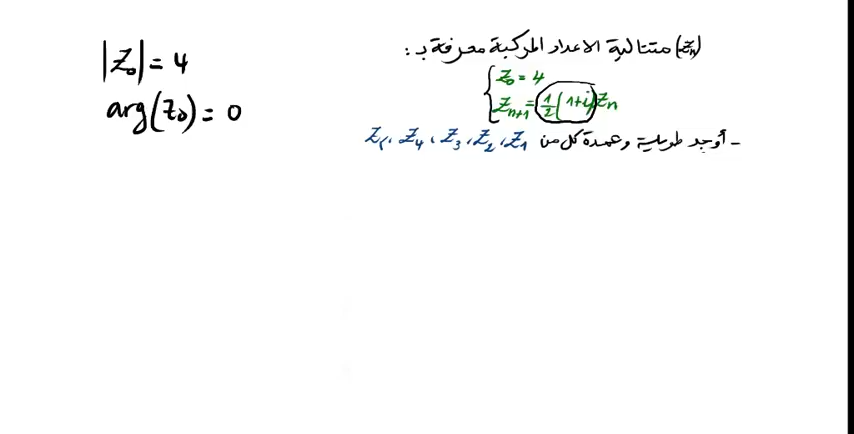 (Zn) متتالية الاعداد المركبة معرفة بـ :
Z0 = 4
Zn+1 = 1/2 (1+i) Zn
- أوجد طويلة وعمدة كل من Z1 ، Z2 ، Z3 ، Z4 ،
|Z0| = 4
arg(Z0) = 0